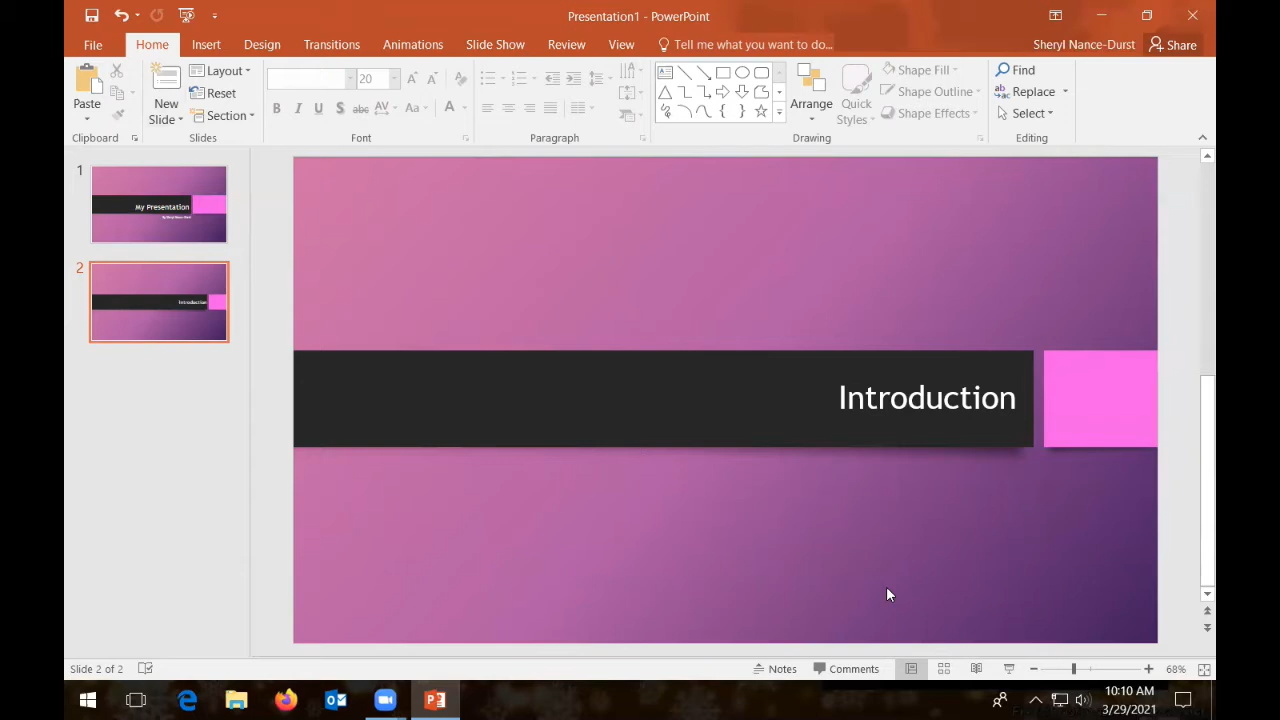 Presentation1 - PowerPoint
File Home Insert Design Transitions Animations Slide Show Review View Tell me what you want to do... Sheryl Nance-Durst Share
Paste
New Slide
Layout
Reset
Section
20
B I U S abc AV Aa A
Arrange
Quick Styles
Shape Fill
Shape Outline
Shape Effects
Find
Replace
Select
Clipboard Slides Font Paragraph Drawing Editing
1
My Presentation
2
Introduction
Introduction
Slide 2 of 2 Notes Comments 68%
10:10 AM
3/29/2021